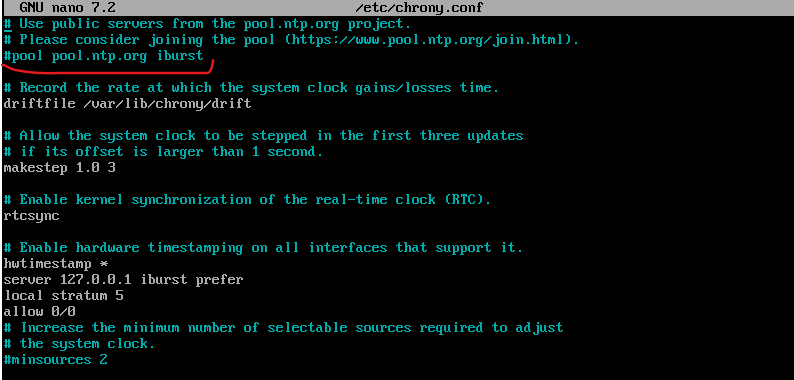 GNU nano 7.2 /etc/chrony.conf
# Use public servers from the pool.ntp.org project.
# Please consider joining the pool (https://www.pool.ntp.org/join.html).
#pool pool.ntp.org iburst
# Record the rate at which the system clock gains/losses time.
driftfile /var/lib/chrony/drift
# Allow the system clock to be stepped in the first three updates
# if its offset is larger than 1 second.
makestep 1.0 3
# Enable kernel synchronization of the real-time clock (RTC).
rtcsync
# Enable hardware timestamping on all interfaces that support it.
hwtimestamp *
server 127.0.0.1 iburst prefer
local stratum 5
allow 0/0
# Increase the minimum number of selectable sources required to adjust
# the system clock.
#minsources 2